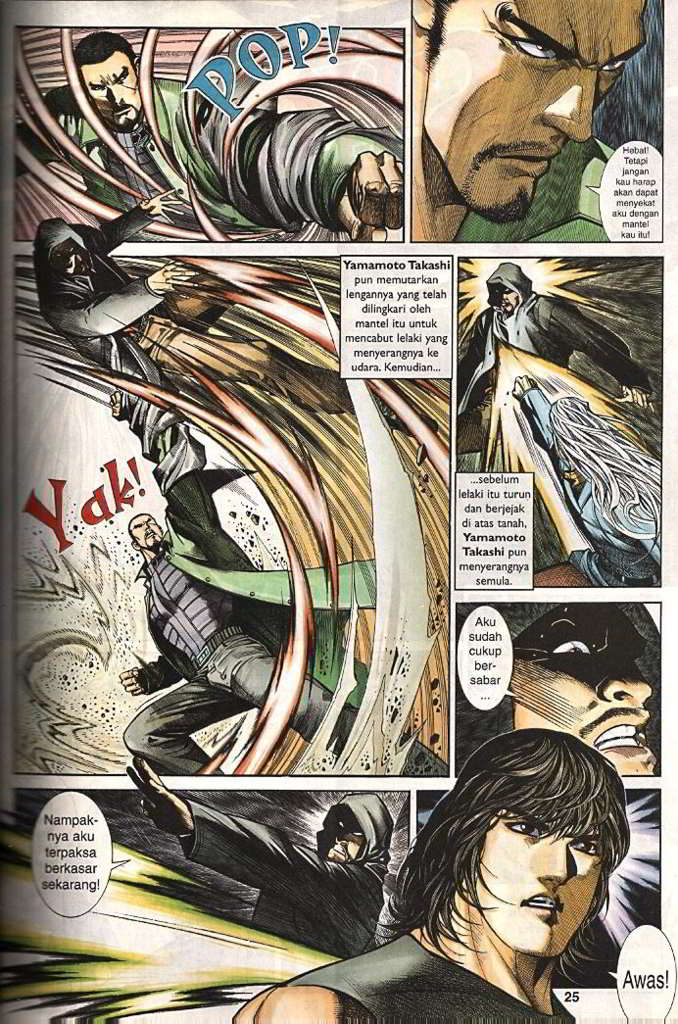 POP!
Hebat!
Tetapi
jangan
kau harap
akan dapat
menyekat
aku dengan
mantel
kau itu!
Yamamoto Takashi
pun memutarkan
lengannya yang telah
dilingkari oleh
mantel itu untuk
mencabut lelaki yang
menyerangnya ke
udara. Kemudian...
Yak!
...sebelum
lelaki itu turun
dan berjejak
di atas tanah,
Yamamoto
Takashi pun
menyerangnya
semula.
Aku
sudah
cukup
ber-
sabar
...
Nampak-
nya aku
terpaksa
berkasar
sekarang!
Awas!
25